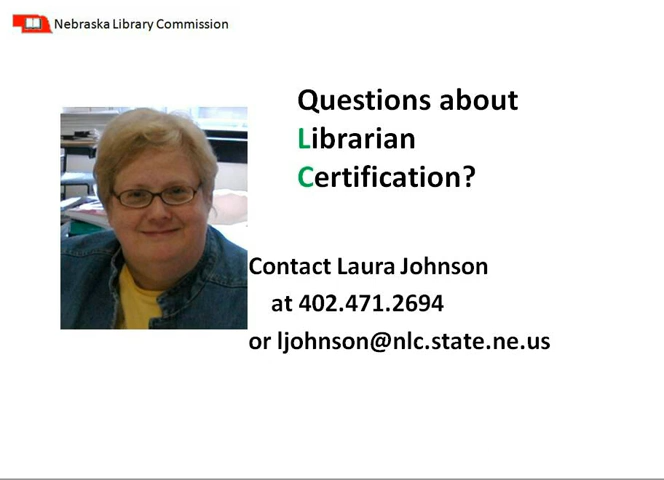 Nebraska Library Commission
Questions about
Librarian
Certification?
Contact Laura Johnson
at 402.471.2694
or ljohnson@nlc.state.ne.us